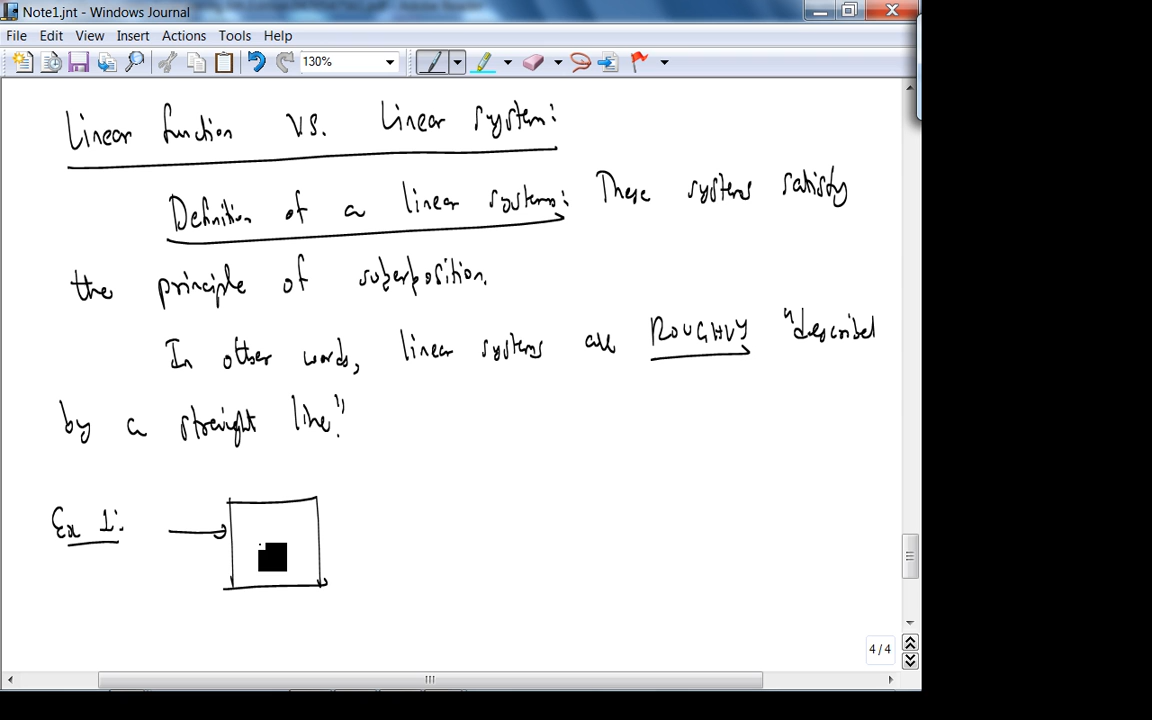 Note1.jnt - Windows Journal
File Edit View Insert Actions Tools Help
130%
Linear function vs. Linear system:
Definition of a linear system: These systems satisfy
the principle of superposition.
In other words, linear systems are ROUGHLY "described
by a straight line".
Ex 1:
4 / 4